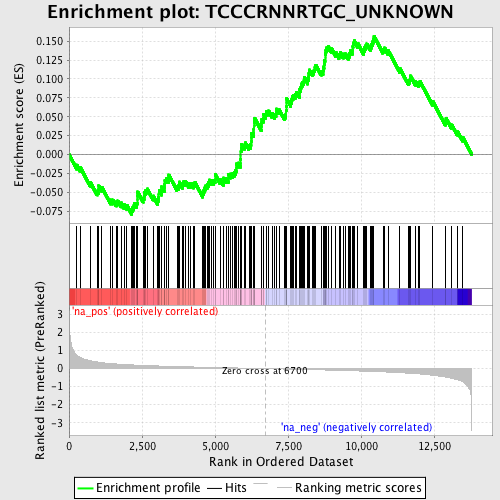 Enrichment plot: TCCCRNNRTGC_UNKNOWN
Enrichment score (ES)
0.150
0.125
0.100
0.075
0.050
0.025
0.000
-0.025
-0.050
-0.075
'na_pos' (positively correlated)
Ranked list metric (PreRanked)
3
2
1
0
-1
-2
-3
Zero cross at 6700
'na_neg' (negatively correlated)
0
2,500
5,000
7,500
10,000
12,500
Rank in Ordered Dataset
Enrichment profile
Hits
Ranking metric scores